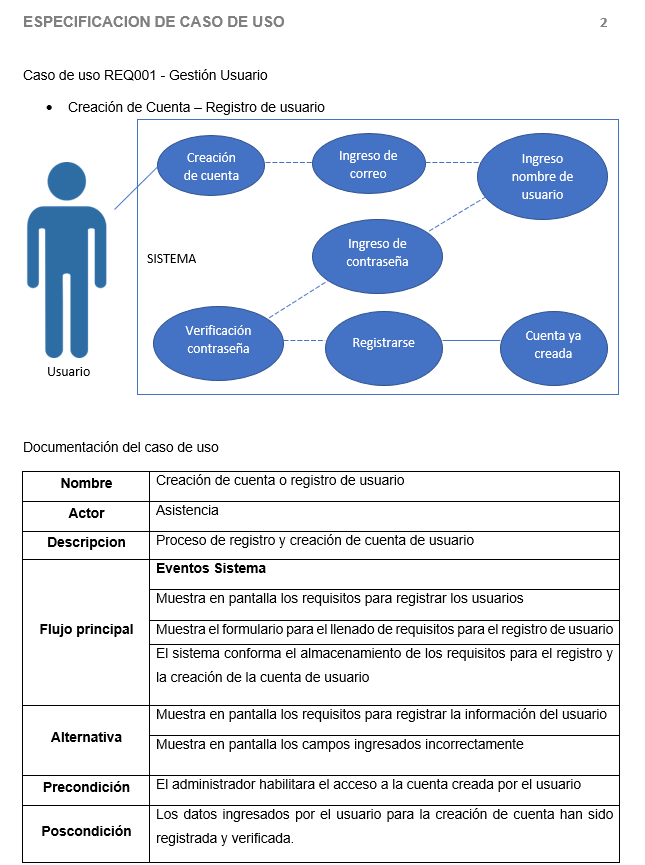 ESPECIFICACION DE CASO DE USO 2
Caso de uso REQ001 - Gestión Usuario
• Creación de Cuenta – Registro de usuario
Creación
de cuenta
Ingreso de
correo
Ingreso
nombre de
usuario
Ingreso de
contraseña
SISTEMA
Verificación
contraseña
Registrarse
Cuenta ya
creada
Usuario
Documentación del caso de uso
Nombre
Creación de cuenta o registro de usuario
Actor
Asistencia
Descripcion
Proceso de registro y creación de cuenta de usuario
Flujo principal
Eventos Sistema
Muestra en pantalla los requisitos para registrar los usuarios
Muestra el formulario para el llenado de requisitos para el registro de usuario
El sistema conforma el almacenamiento de los requisitos para el registro y
la creación de la cuenta de usuario
Alternativa
Muestra en pantalla los requisitos para registrar la información del usuario
Muestra en pantalla los campos ingresados incorrectamente
Precondición
El administrador habilitara el acceso a la cuenta creada por el usuario
Poscondición
Los datos ingresados por el usuario para la creación de cuenta han sido
registrada y verificada.